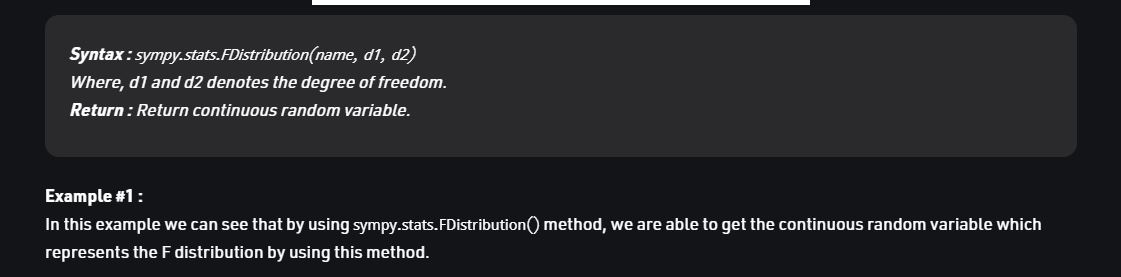 Syntax : sympy.stats.FDistribution(name, d1, d2)
Where, d1 and d2 denotes the degree of freedom.
Return : Return continuous random variable.
Example #1 :
In this example we can see that by using sympy.stats.FDistribution() method, we are able to get the continuous random variable which
represents the F distribution by using this method.